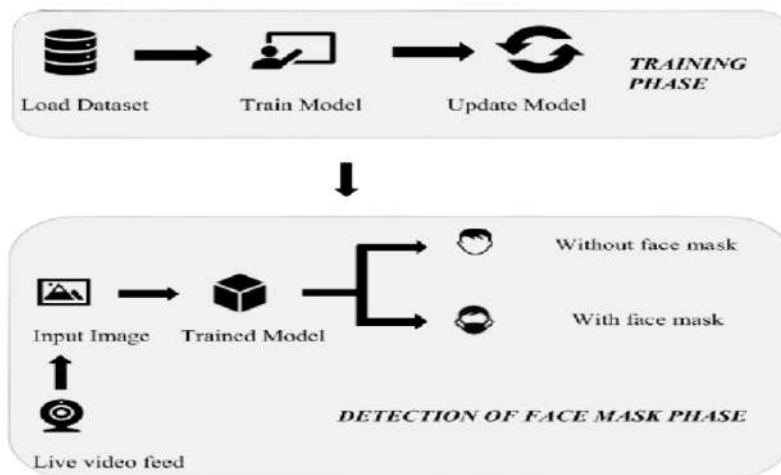 TRAINING
PHASE
Load Dataset
Train Model
Update Model
Without face mask
With face mask
Input Image
Trained Model
DETECTION OF FACE MASK PHASE
Live video feed